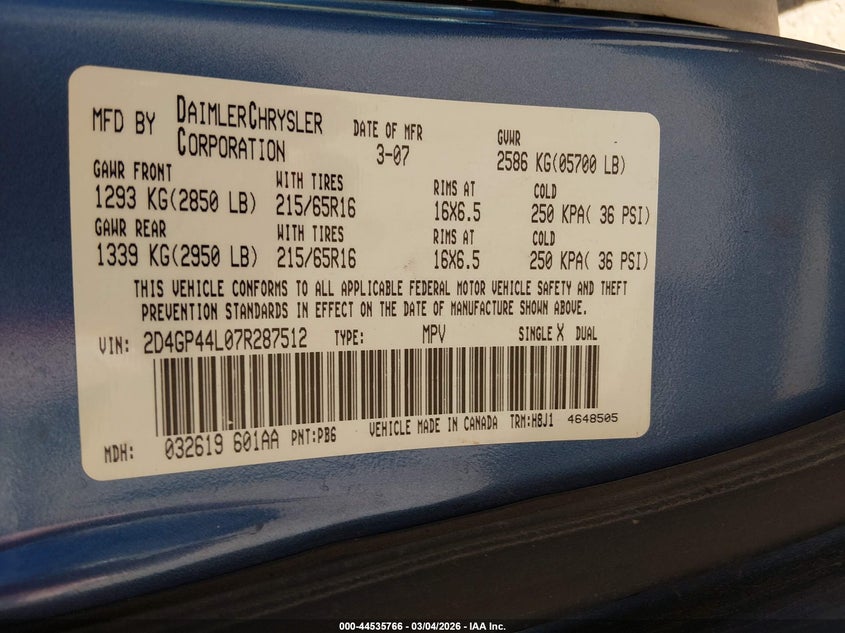 MFD BY DAIMLERCHRYSLER CORPORATION DATE OF MFR 3-07 GVWR 2586 KG(05700 LB)
GAWR FRONT WITH TIRES RIMS AT COLD
1293 KG(2850 LB) 215/65R16 16X6.5 250 KPA( 36 PSI)
GAWR REAR WITH TIRES RIMS AT COLD
1339 KG(2950 LB) 215/65R16 16X6.5 250 KPA( 36 PSI)
THIS VEHICLE CONFORMS TO ALL APPLICABLE FEDERAL MOTOR VEHICLE SAFETY AND THEFT
PREVENTION STANDARDS IN EFFECT ON THE DATE OF MANUFACTURE SHOWN ABOVE.
VIN: 2D4GP44L07R287512 TYPE: MPV SINGLE X DUAL
MDH: 032619 601AA PNT:PB6 VEHICLE MADE IN CANADA TRM:H8J1 4648505
000-44535766 - 03/04/2026 - IAA Inc.